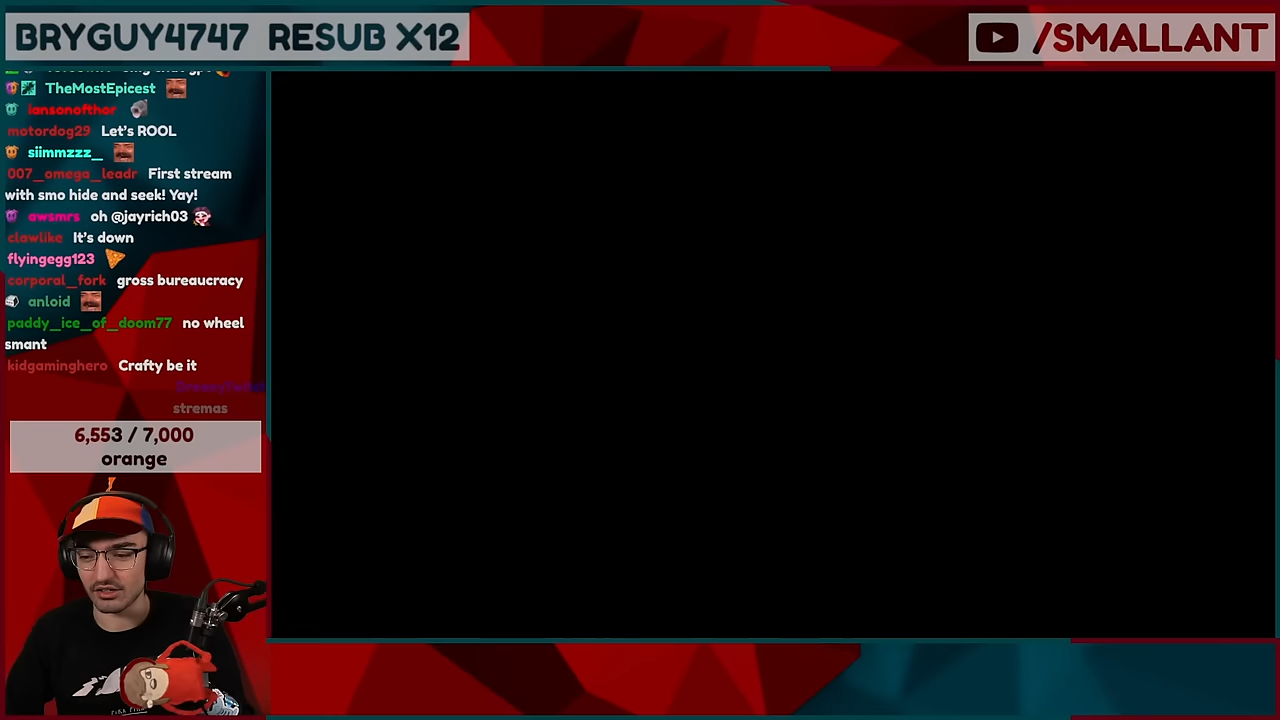 BRYGUY4747 RESUB X12
/SMALLANT
TheMostEpicest
iansonofthor
motordog29 Let's ROOL
siimmzzz_
007_omega_leadr First stream
with smo hide and seek! Yay!
awsmrs oh @jayrich03
clawlike It's down
flyingegg123
corporal_fork gross bureaucracy
anloid
paddy_ice_of_doom77 no wheel
smant
kidgaminghero Crafty be it
stremas
6,553 / 7,000
orange